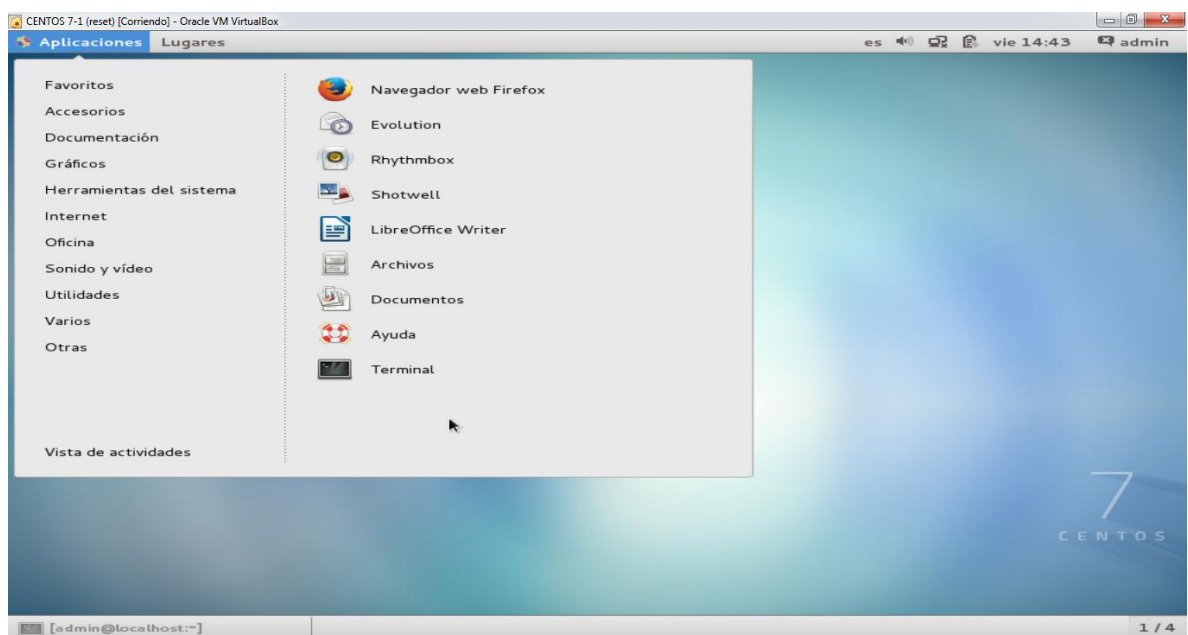 CENTOS 7-1 (reset) [Corriendo] - Oracle VM VirtualBox
Aplicaciones Lugares es vie 14:43 admin
Favoritos
Accesorios
Documentación
Gráficos
Herramientas del sistema
Internet
Oficina
Sonido y vídeo
Utilidades
Varios
Otras
Vista de actividades
Navegador web Firefox
Evolution
Rhythmbox
Shotwell
LibreOffice Writer
Archivos
Documentos
Ayuda
Terminal
7
CENTOS
[admin@localhost:~] 1 / 4